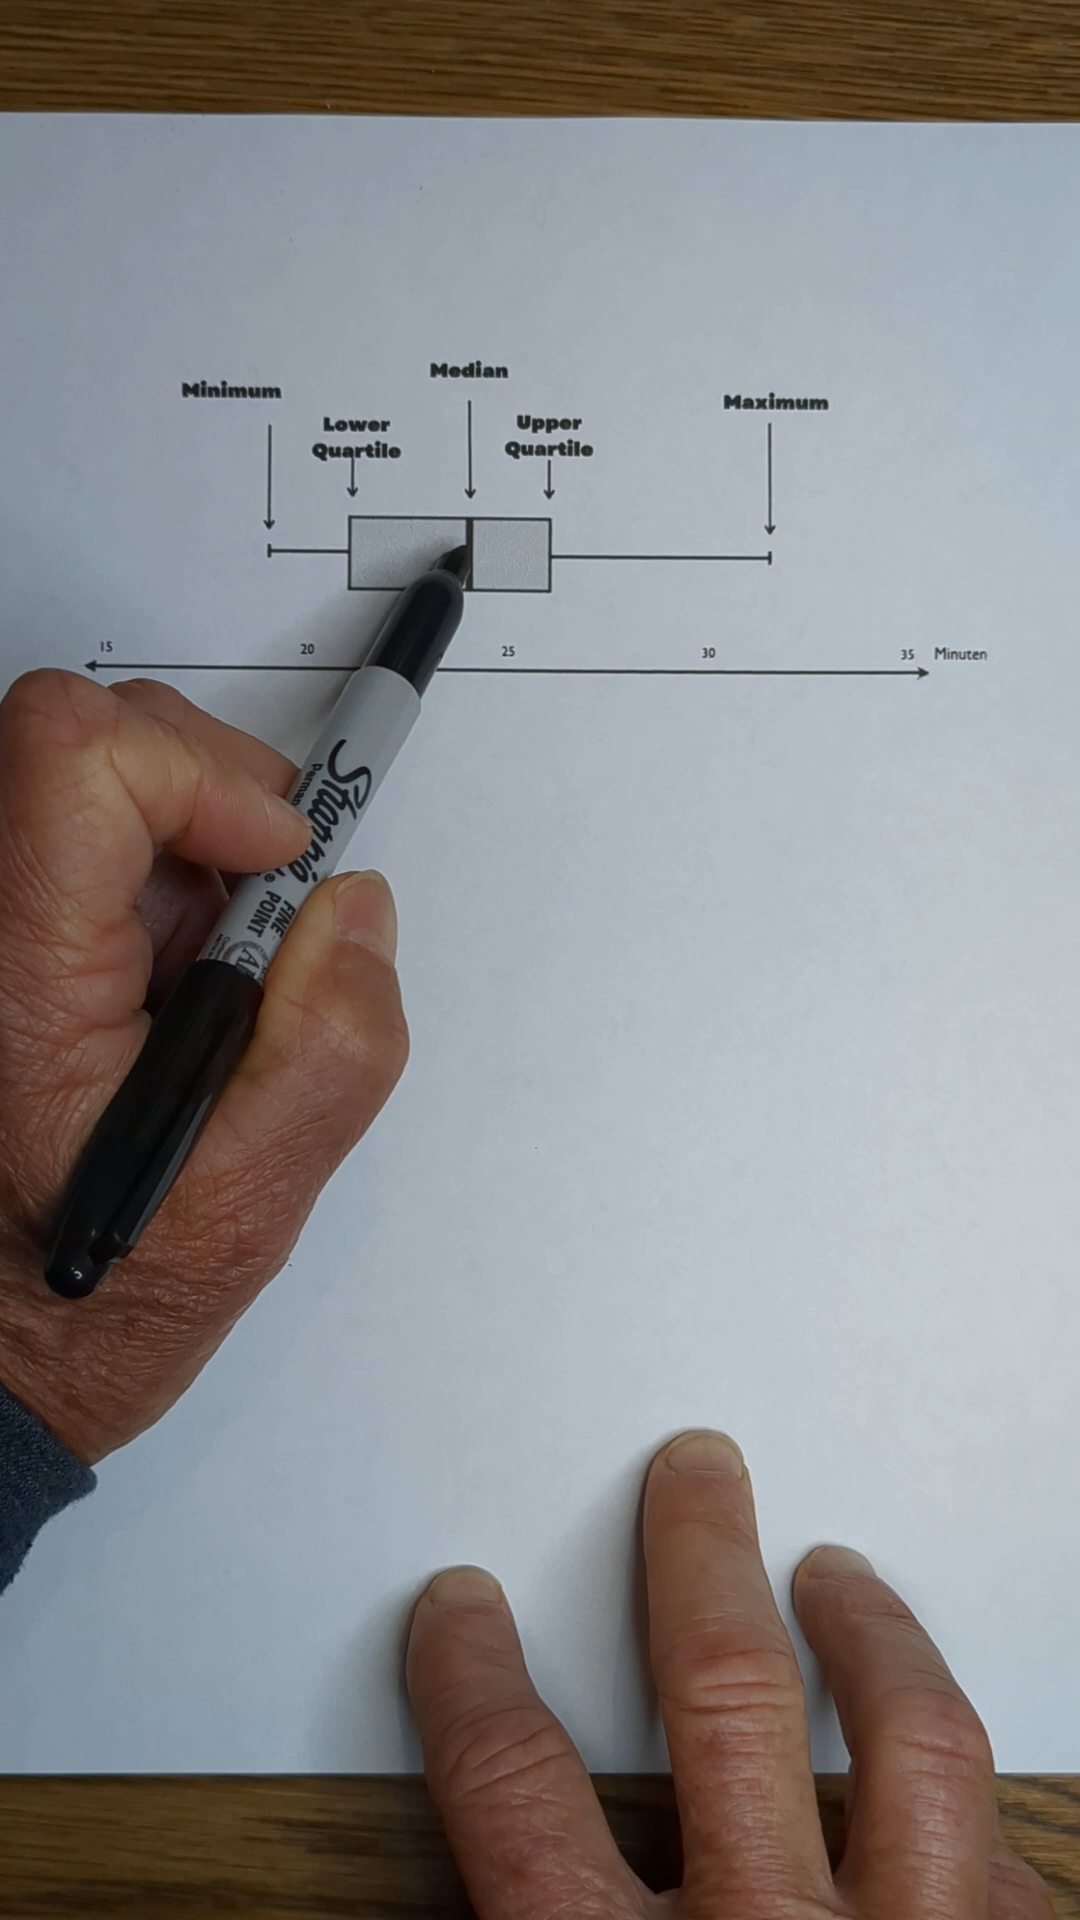 Median
Minimum
Maximum
Lower
Quartile
Upper
Quartile
15 20 25 30 35 Minuten
Sharpie
FINE
POINT